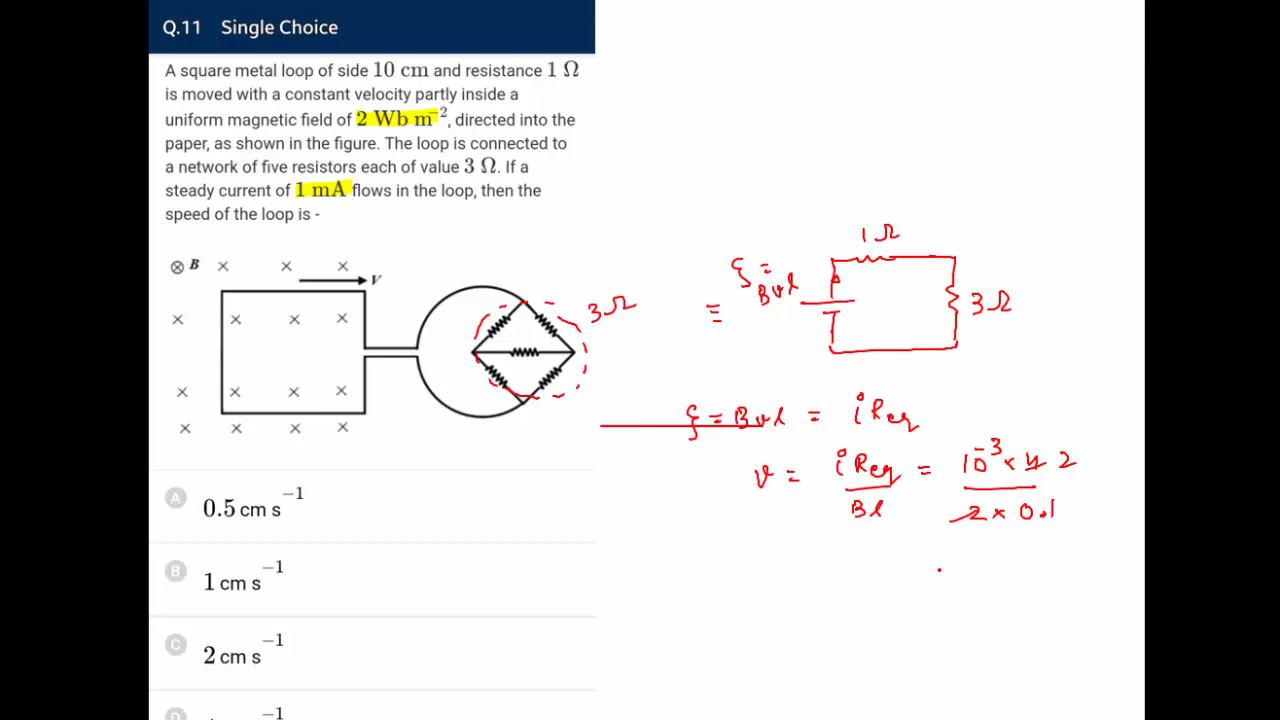 Q.11 Single Choice
A square metal loop of side 10 cm and resistance 1 Ω
is moved with a constant velocity partly inside a
uniform magnetic field of 2 Wb m⁻², directed into the
paper, as shown in the figure. The loop is connected to
a network of five resistors each of value 3 Ω. If a
steady current of 1 mA flows in the loop, then the
speed of the loop is -
⊗ B × × ×
V
× × × ×
× × × ×
× × × ×
3Ω
=
ξ =
Bvl
1Ω
3Ω
ξ = Bvl = iReq
v = iReq / Bl = 10⁻³ × 4 2 / 2 × 0.1
A 0.5 cm s⁻¹
B 1 cm s⁻¹
C 2 cm s⁻¹
D −1